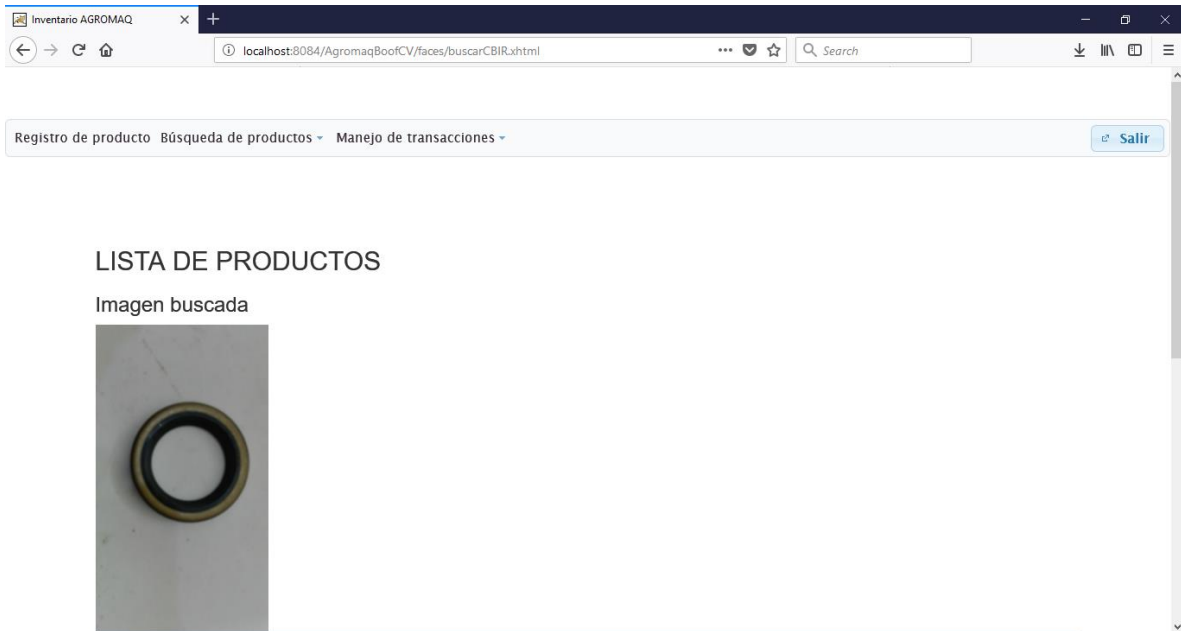 Inventario AGROMAQ
localhost:8084/AgromaqBoofCV/faces/buscarCBIR.xhtml
Search
Registro de producto Búsqueda de productos Manejo de transacciones
Salir
LISTA DE PRODUCTOS
Imagen buscada